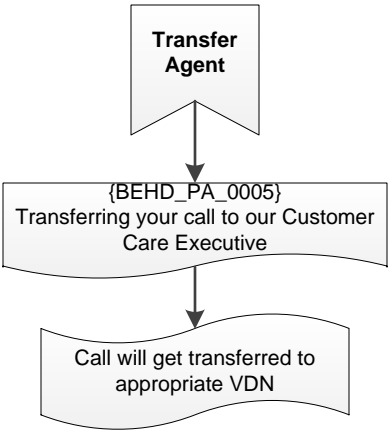 Transfer
Agent
{BEHD_PA_0005}
Transferring your call to our Customer
Care Executive
Call will get transferred to
appropriate VDN